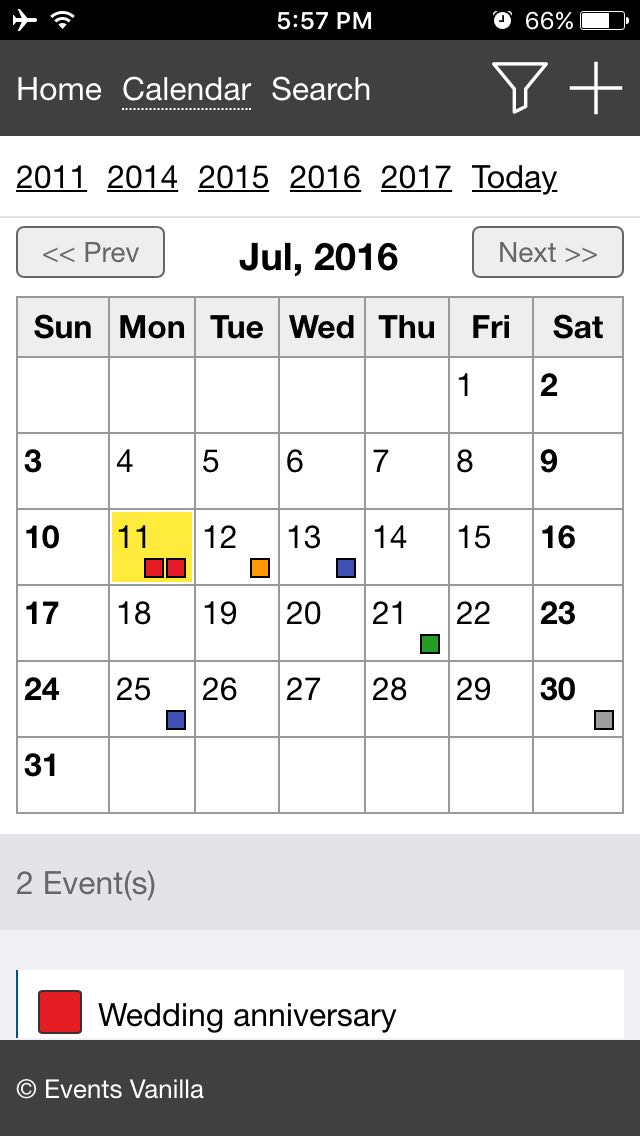 5:57 PM 66%
Home Calendar Search
2011 2014 2015 2016 2017 Today
<< Prev Jul, 2016 Next >>
Sun Mon Tue Wed Thu Fri Sat
1 2
3 4 5 6 7 8 9
10 11 12 13 14 15 16
17 18 19 20 21 22 23
24 25 26 27 28 29 30
31
2 Event(s)
Wedding anniversary
© Events Vanilla